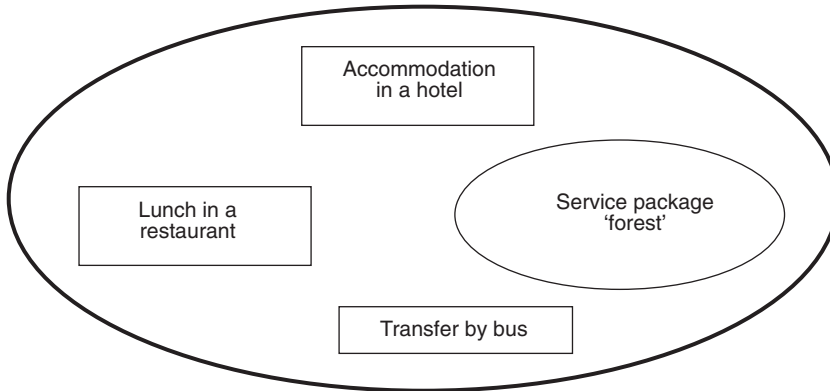 Accommodation
in a hotel
Lunch in a
restaurant
Service package
‘forest’
Transfer by bus